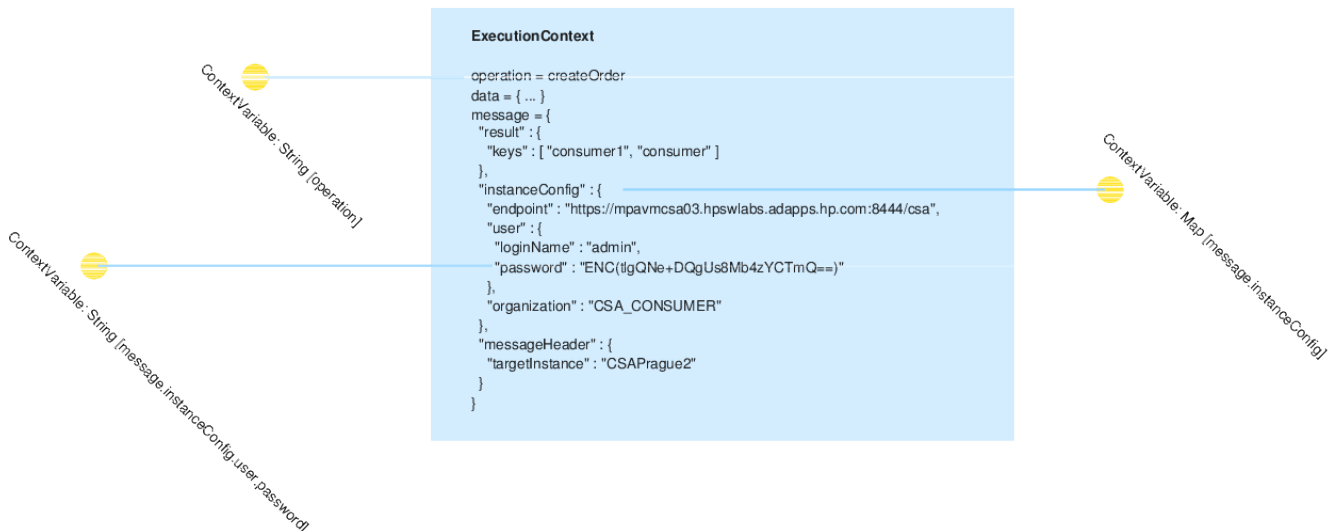 ExecutionContext
operation = createOrder
data = { ... }
message = {
"result" : {
"keys" : [ "consumer1", "consumer" ]
},
"instanceConfig" : {
"endpoint" : "https://mpavmcsa03.hpswlabs.adapps.hp.com:8444/csa",
"user" : {
"loginName" : "admin",
"password" : "ENC(tlgQNe+DQgUs8Mb4zYCTmQ==)"
},
"organization" : "CSA_CONSUMER"
},
"messageHeader" : {
"targetInstance" : "CSAPrague2"
}
}
ContextVariable: String [operation]
ContextVariable: String [message.instanceConfig.user.password]
ContextVariable: Map [message.instanceConfig]